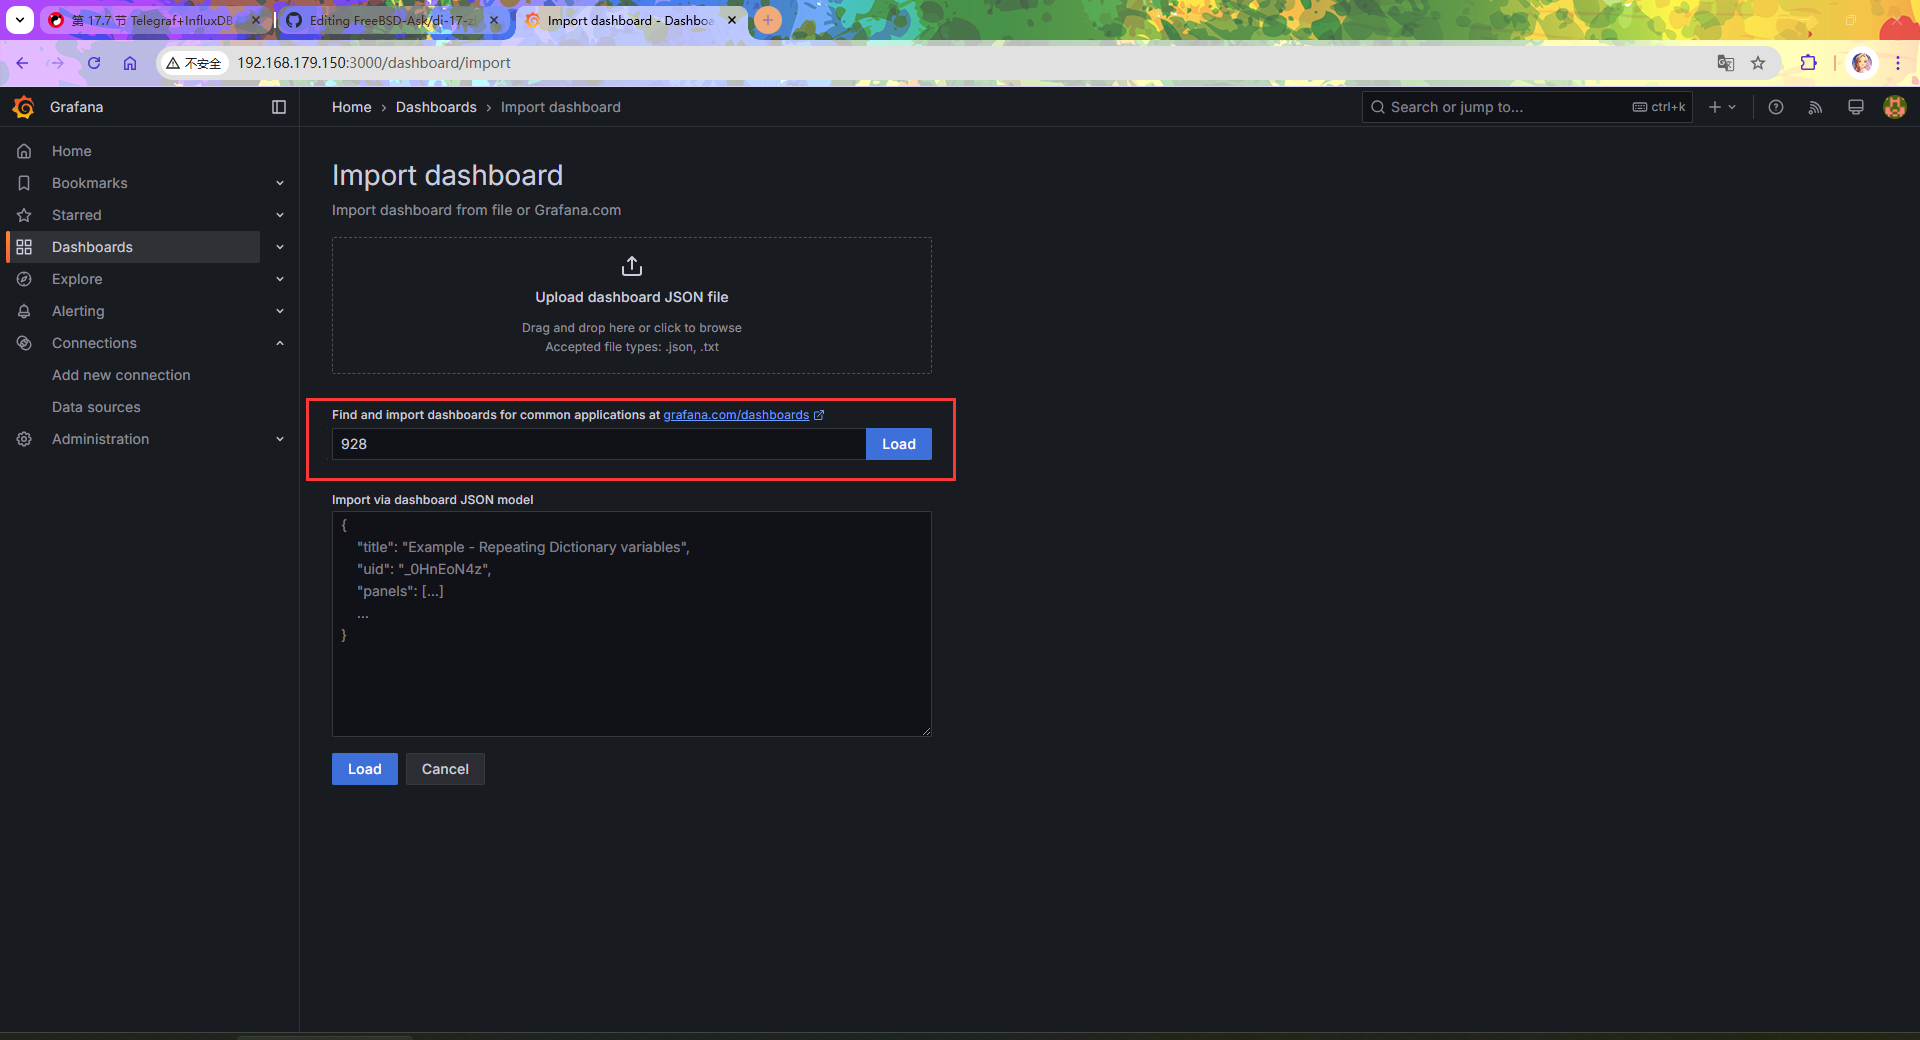 第 17.7 节 Telegraf+InfluxDB
Editing FreeBSD-Ask/di-17-z
Import dashboard - Dashboa
不安全
192.168.179.150:3000/dashboard/import
Grafana
Home › Dashboards › Import dashboard
Search or jump to...
ctrl+k
Home
Bookmarks
Starred
Dashboards
Explore
Alerting
Connections
Add new connection
Data sources
Administration
Import dashboard
Import dashboard from file or Grafana.com
Upload dashboard JSON file
Drag and drop here or click to browse
Accepted file types: .json, .txt
Find and import dashboards for common applications at grafana.com/dashboards
928
Load
Import via dashboard JSON model
{
"title": "Example - Repeating Dictionary variables",
"uid": "_0HnEoN4z",
"panels": [...]
...
}
Load
Cancel